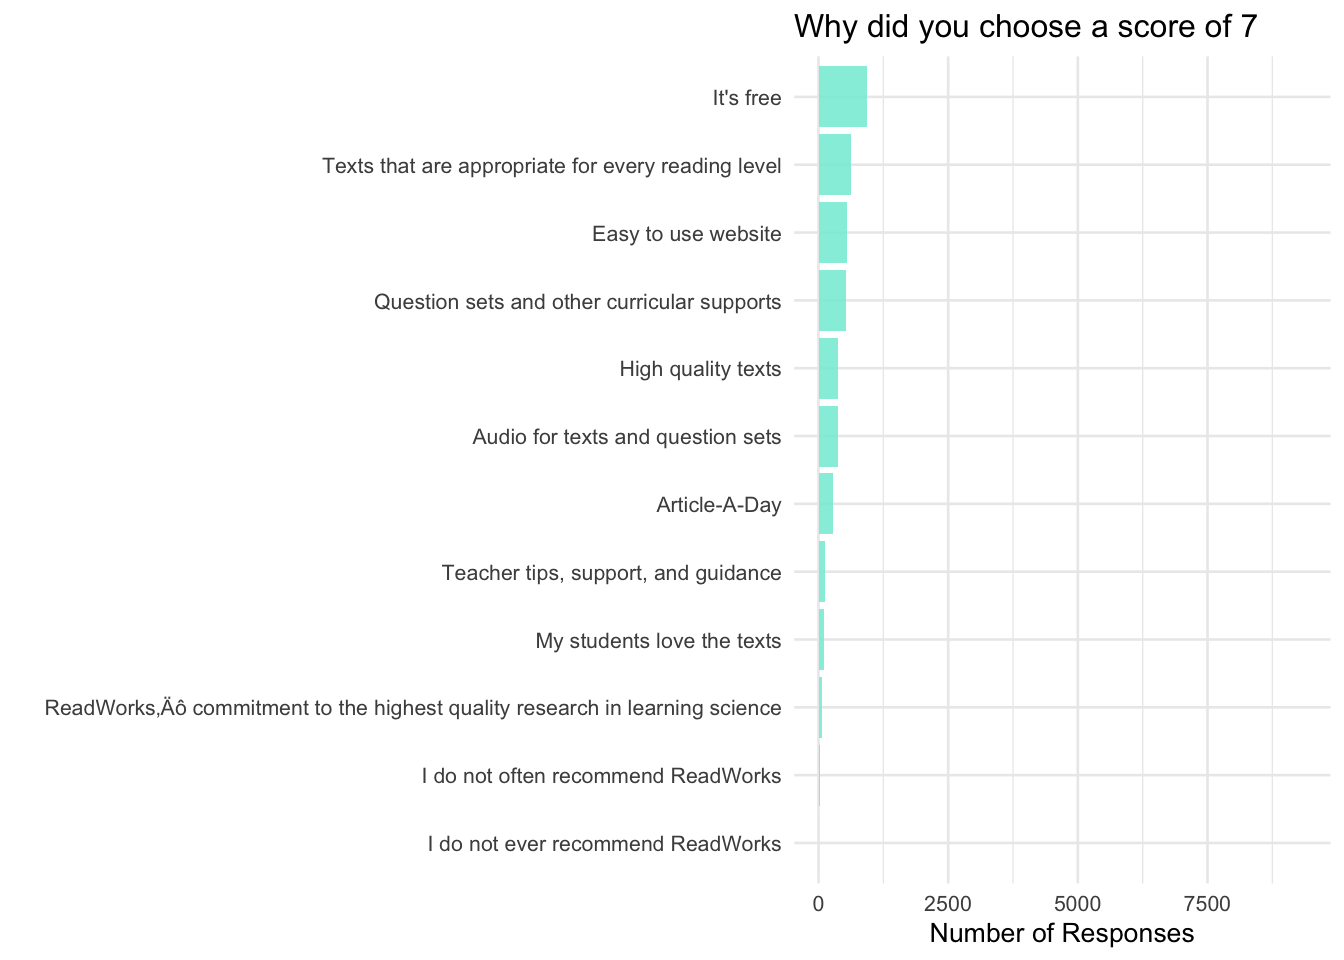 Why did you choose a score of 7
It's free
Texts that are appropriate for every reading level
Easy to use website
Question sets and other curricular supports
High quality texts
Audio for texts and question sets
Article-A-Day
Teacher tips, support, and guidance
My students love the texts
ReadWorks‚Äô commitment to the highest quality research in learning science
I do not often recommend ReadWorks
I do not ever recommend ReadWorks
0 2500 5000 7500
Number of Responses